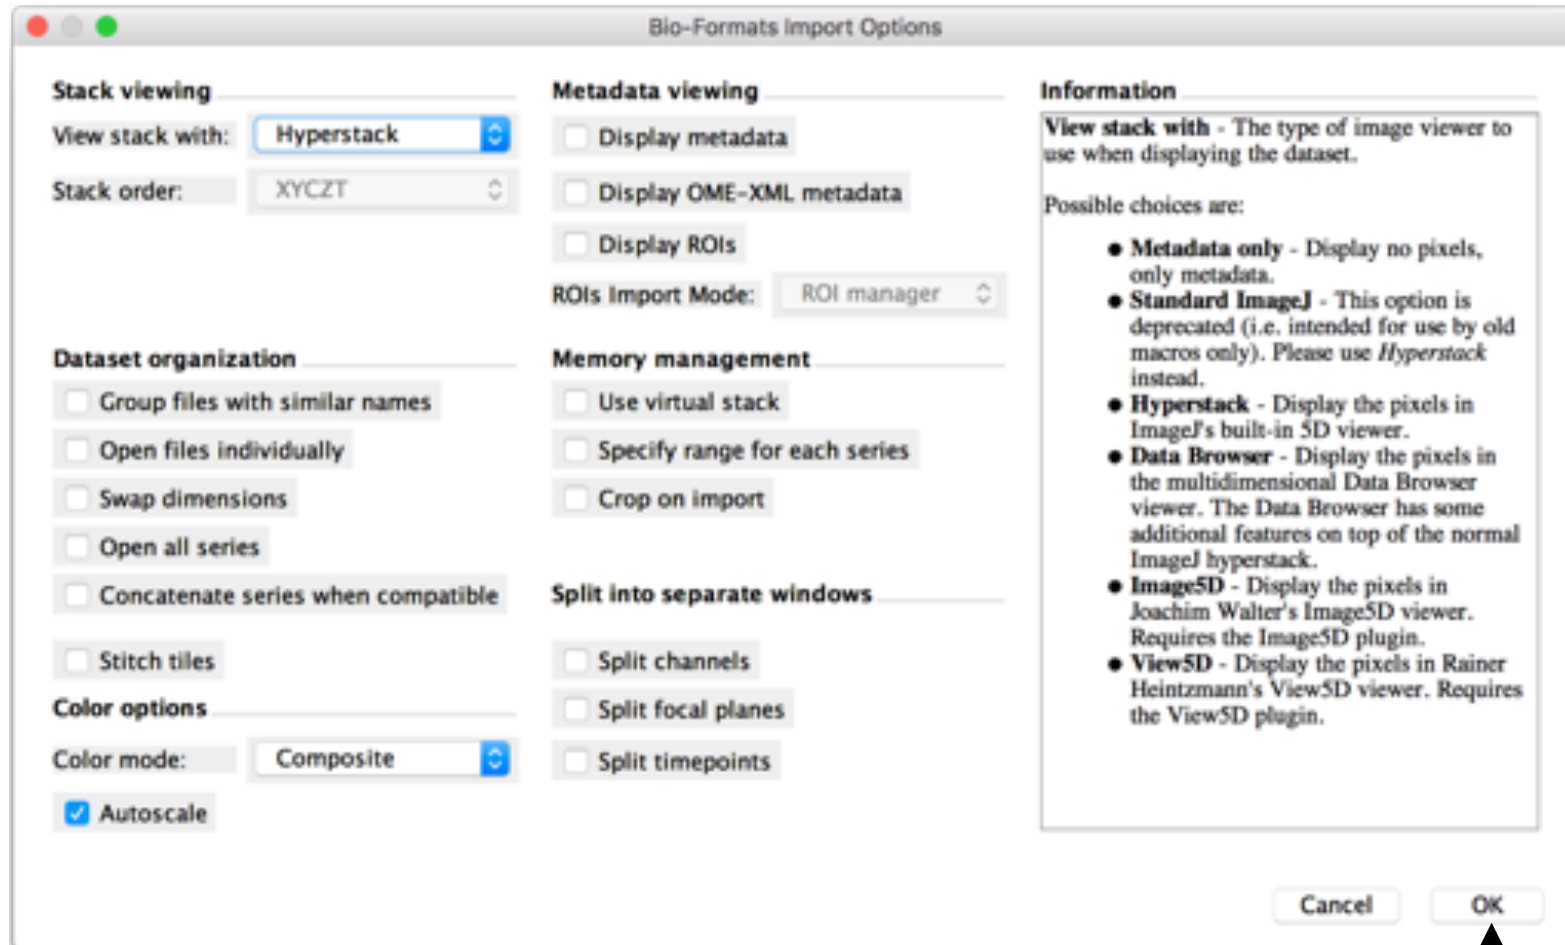 Bio-Formats Import Options
Stack viewing
View stack with: Hyperstack
Stack order: XYCZT
Metadata viewing
Display metadata
Display OME-XML metadata
Display ROIs
ROIs Import Mode: ROI manager
Dataset organization
Group files with similar names
Open files individually
Swap dimensions
Open all series
Concatenate series when compatible
Stitch tiles
Memory management
Use virtual stack
Specify range for each series
Crop on import
Color options
Color mode: Composite
Autoscale
Split into separate windows
Split channels
Split focal planes
Split timepoints
Information
View stack with - The type of image viewer to
use when displaying the dataset.
Possible choices are:
● Metadata only - Display no pixels,
only metadata.
● Standard ImageJ - This option is
deprecated (i.e. intended for use by old
macros only). Please use Hyperstack
instead.
● Hyperstack - Display the pixels in
ImageJ's built-in 5D viewer.
● Data Browser - Display the pixels in
the multidimensional Data Browser
viewer. The Data Browser has some
additional features on top of the normal
ImageJ hyperstack.
● Image5D - Display the pixels in
Joachim Walter's Image5D viewer.
Requires the Image5D plugin.
● View5D - Display the pixels in Rainer
Heintzmann's View5D viewer. Requires
the View5D plugin.
Cancel
OK